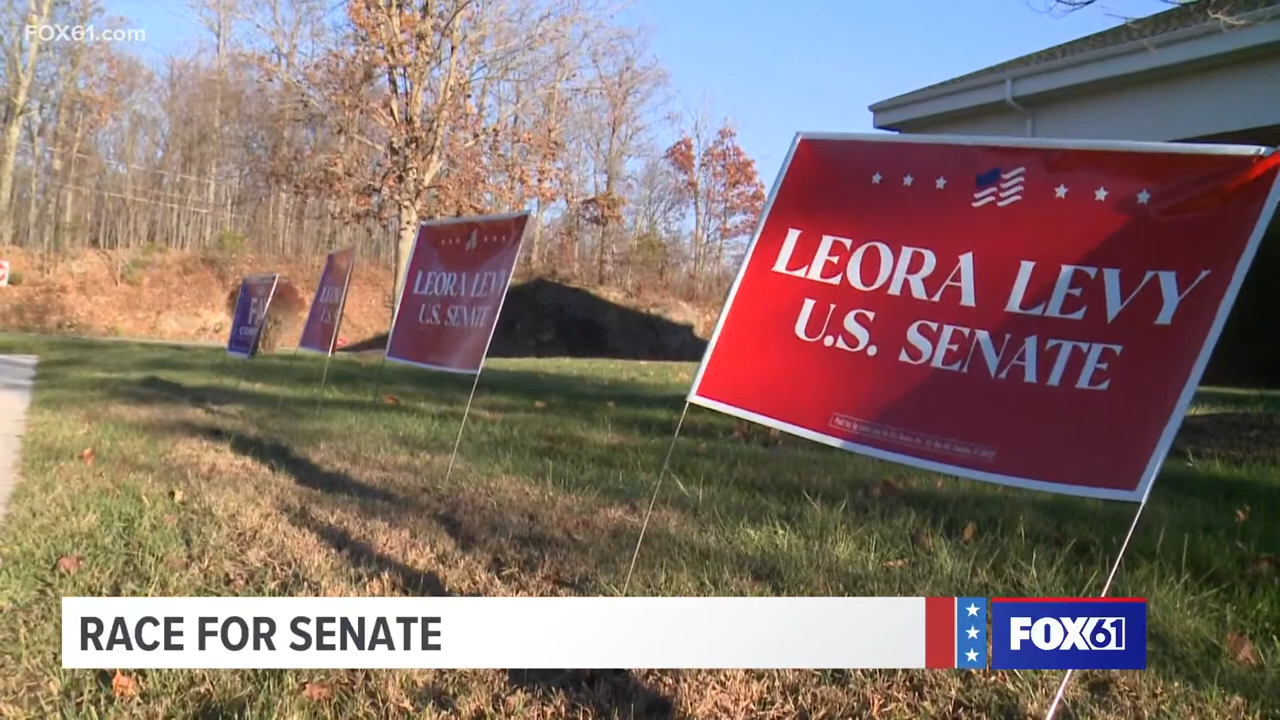 FOX61.com
LEORA LEVY
U.S. SENATE
LEORA LEVY
U.S. SENATE
RACE FOR SENATE
FOX61